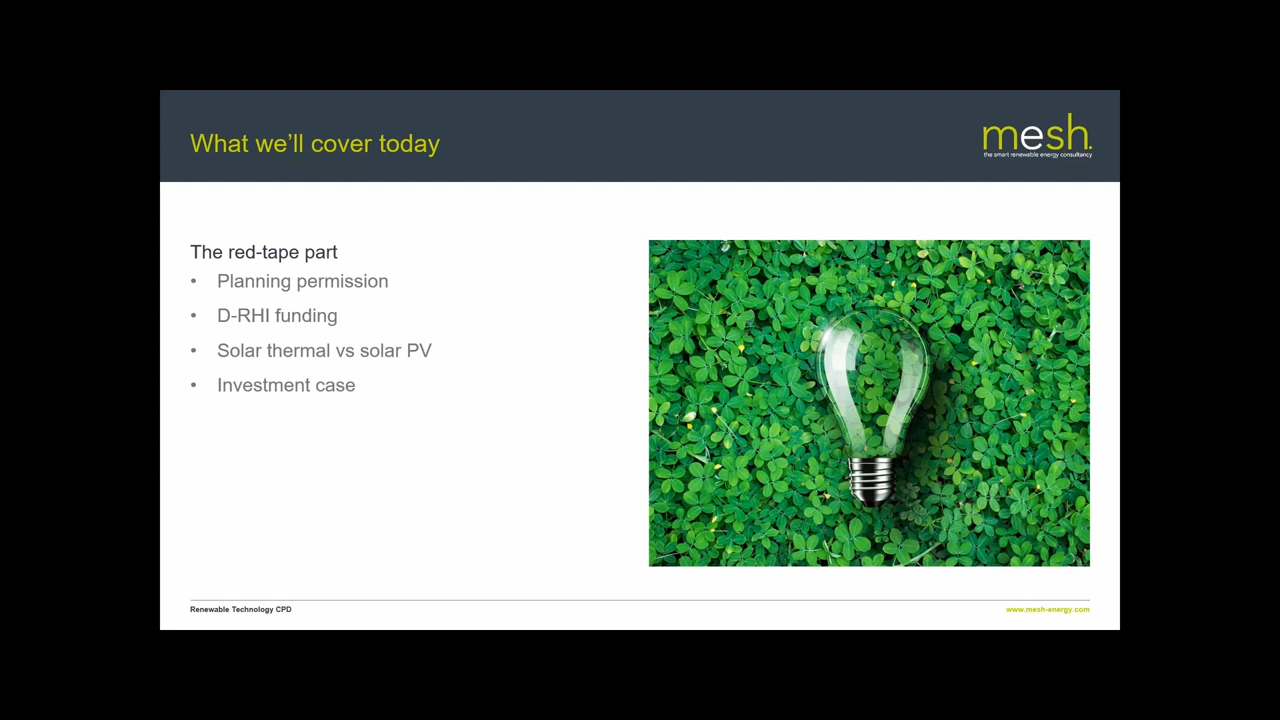 What we'll cover today
mesh.
the smart renewable energy consultancy
The red-tape part
• Planning permission
• D-RHI funding
• Solar thermal vs solar PV
• Investment case
Renewable Technology CPD
www.mesh-energy.com